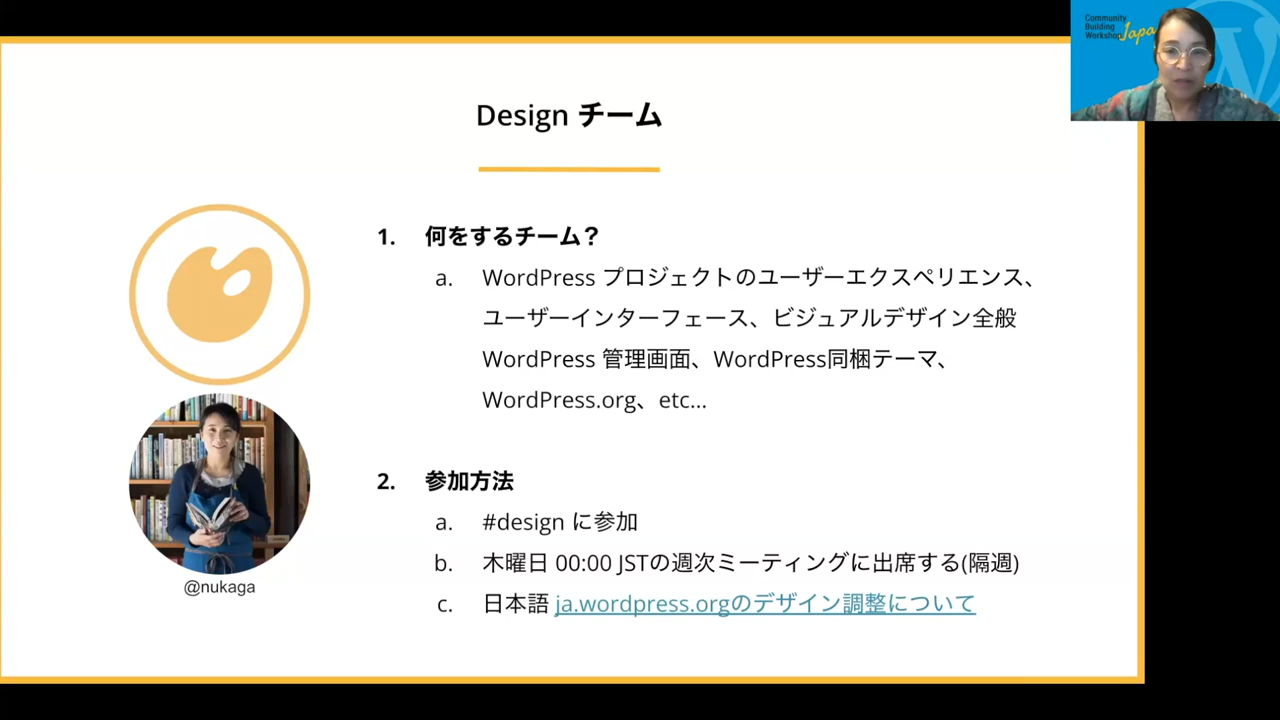 Community
Building
Workshop Japa
Design チーム
1. 何をするチーム？
a. WordPress プロジェクトのユーザーエクスペリエンス、
ユーザーインターフェース、ビジュアルデザイン全般
WordPress 管理画面、WordPress同梱テーマ、
WordPress.org、etc...
2. 参加方法
a. #design に参加
b. 木曜日 00:00 JSTの週次ミーティングに出席する(隔週)
c. 日本語 ja.wordpress.orgのデザイン調整について
@nukaga